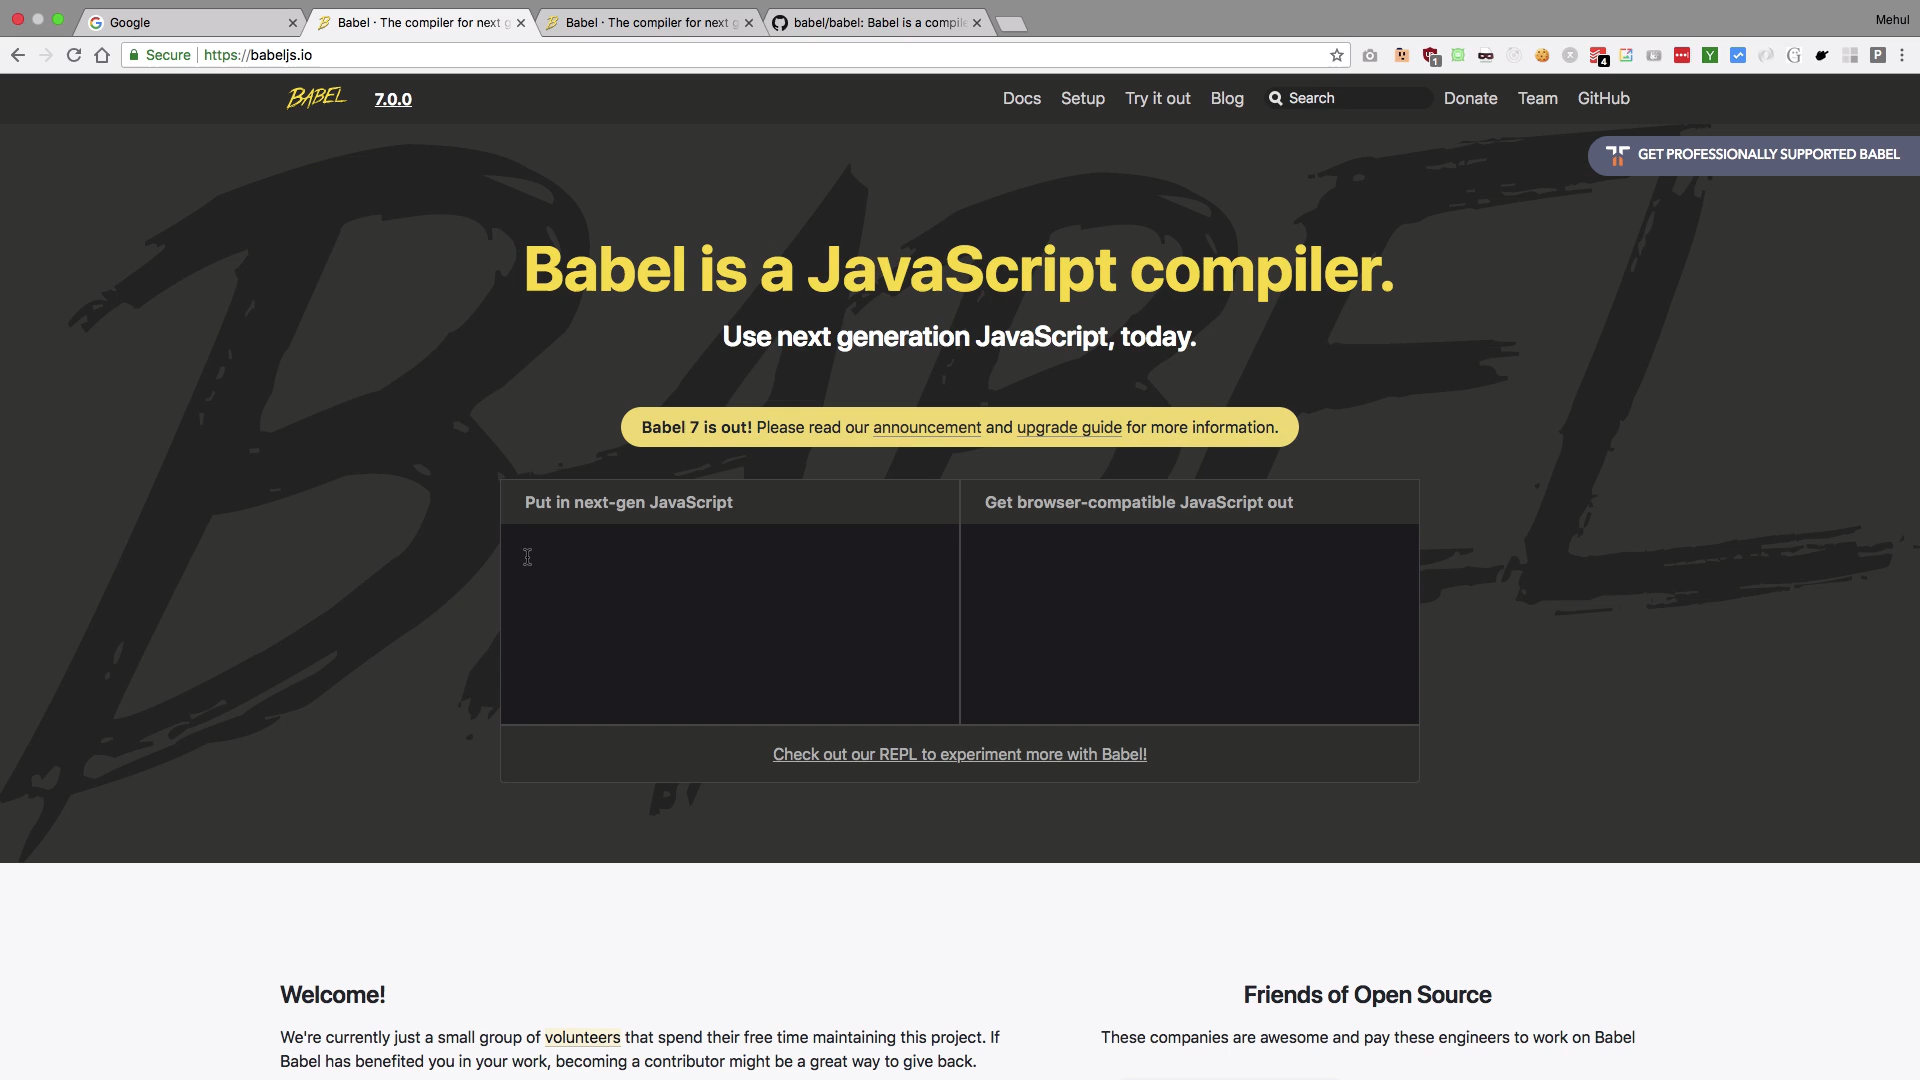 Google
Babel · The compiler for next g
Babel · The compiler for next g
babel/babel: Babel is a compile
Mehul
Secure
https://babeljs.io
1
4
Y
G
P
BABEL
7.0.0
Docs
Setup
Try it out
Blog
Search
Donate
Team
GitHub
BABEL
GET PROFESSIONALLY SUPPORTED BABEL
Babel is a JavaScript compiler.
Use next generation JavaScript, today.
Babel 7 is out! Please read our announcement and upgrade guide for more information.
Put in next-gen JavaScript
Get browser-compatible JavaScript out
Check out our REPL to experiment more with Babel!
Welcome!
We're currently just a small group of volunteers that spend their free time maintaining this project. If
Babel has benefited you in your work, becoming a contributor might be a great way to give back.
Friends of Open Source
These companies are awesome and pay these engineers to work on Babel